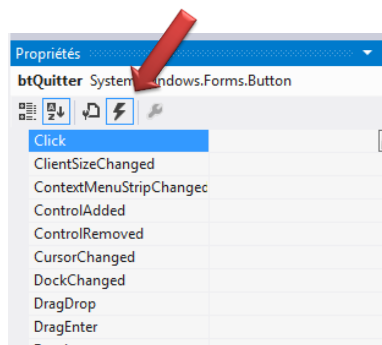 Propriétés
btQuitter System.Windows.Forms.Button
Click
ClientSizeChanged
ContextMenuStripChanged
ControlAdded
ControlRemoved
CursorChanged
DockChanged
DragDrop
DragEnter